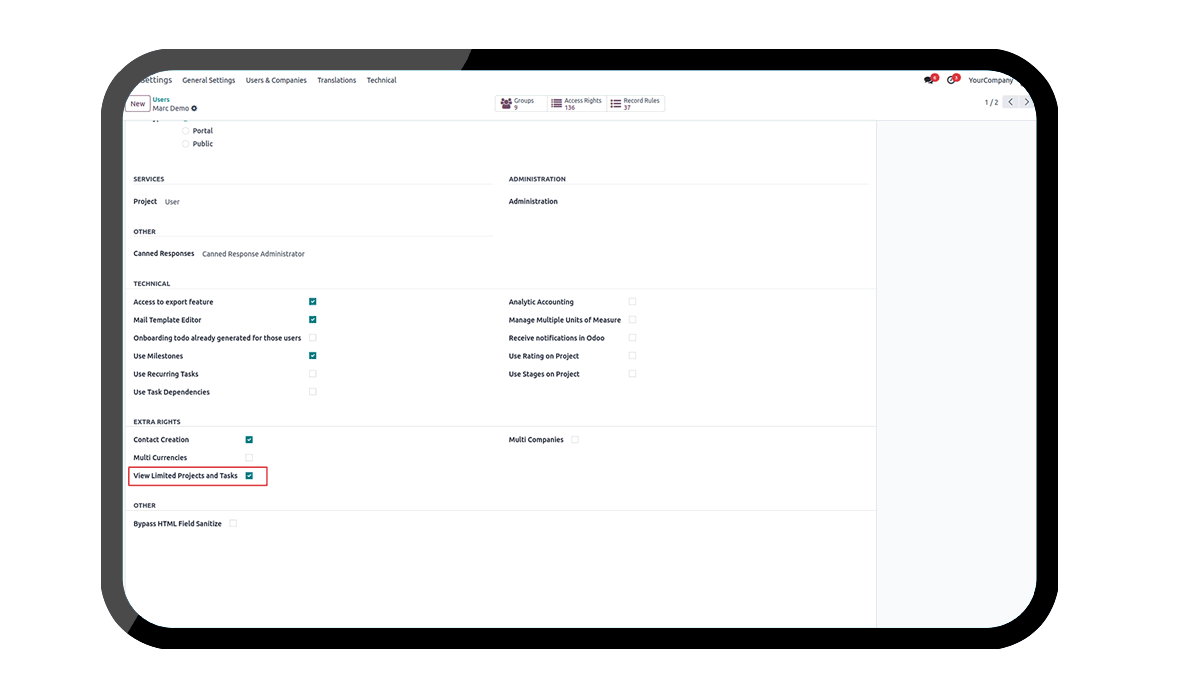 Settings General Settings Users & Companies Translations Technical YourCompany
New Users Groups 9 Access Rights 136 Record Rules 37
Marc Demo 1 / 2
Portal
Public
SERVICES ADMINISTRATION
Project User Administration
OTHER
Canned Responses Canned Response Administrator
TECHNICAL
Access to export feature Analytic Accounting
Mail Template Editor Manage Multiple Units of Measure
Onboarding todo already generated for those users Receive notifications in Odoo
Use Milestones Use Rating on Project
Use Recurring Tasks Use Stages on Project
Use Task Dependencies
EXTRA RIGHTS
Contact Creation Multi Companies
Multi Currencies
View Limited Projects and Tasks
OTHER
Bypass HTML Field Sanitize